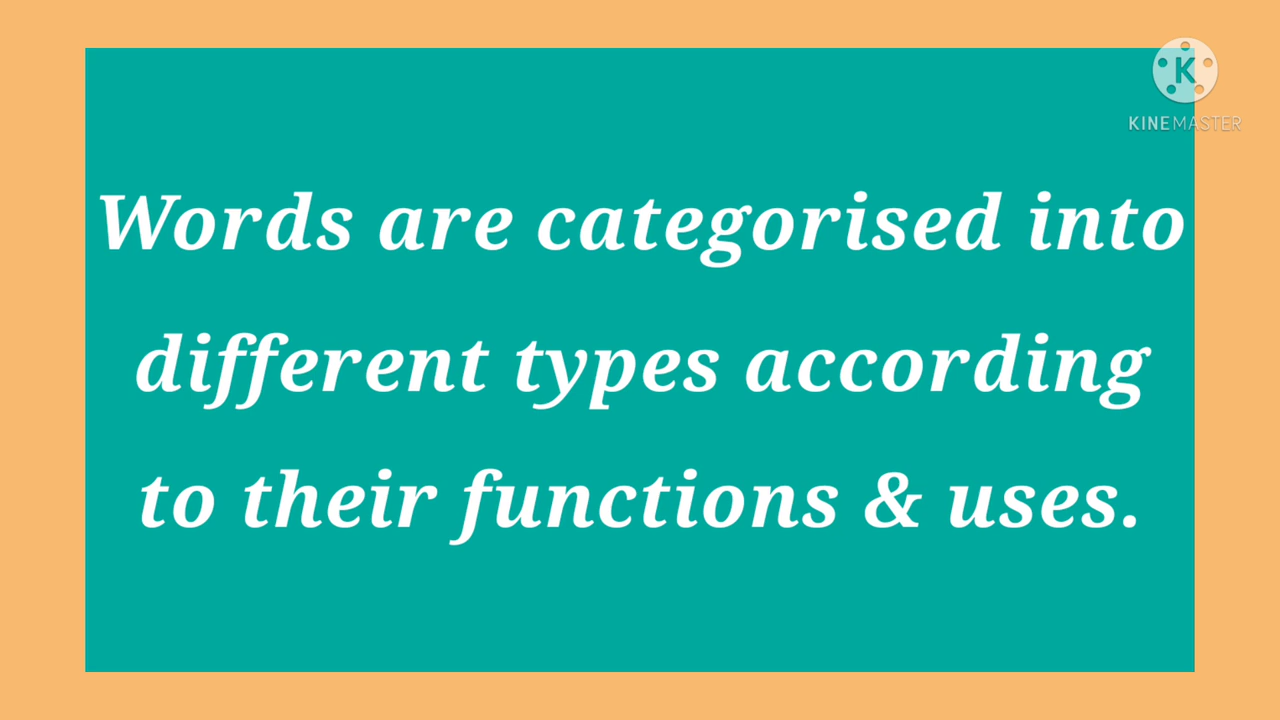 K
KINEMASTER
Words are categorised into
different types according
to their functions & uses.